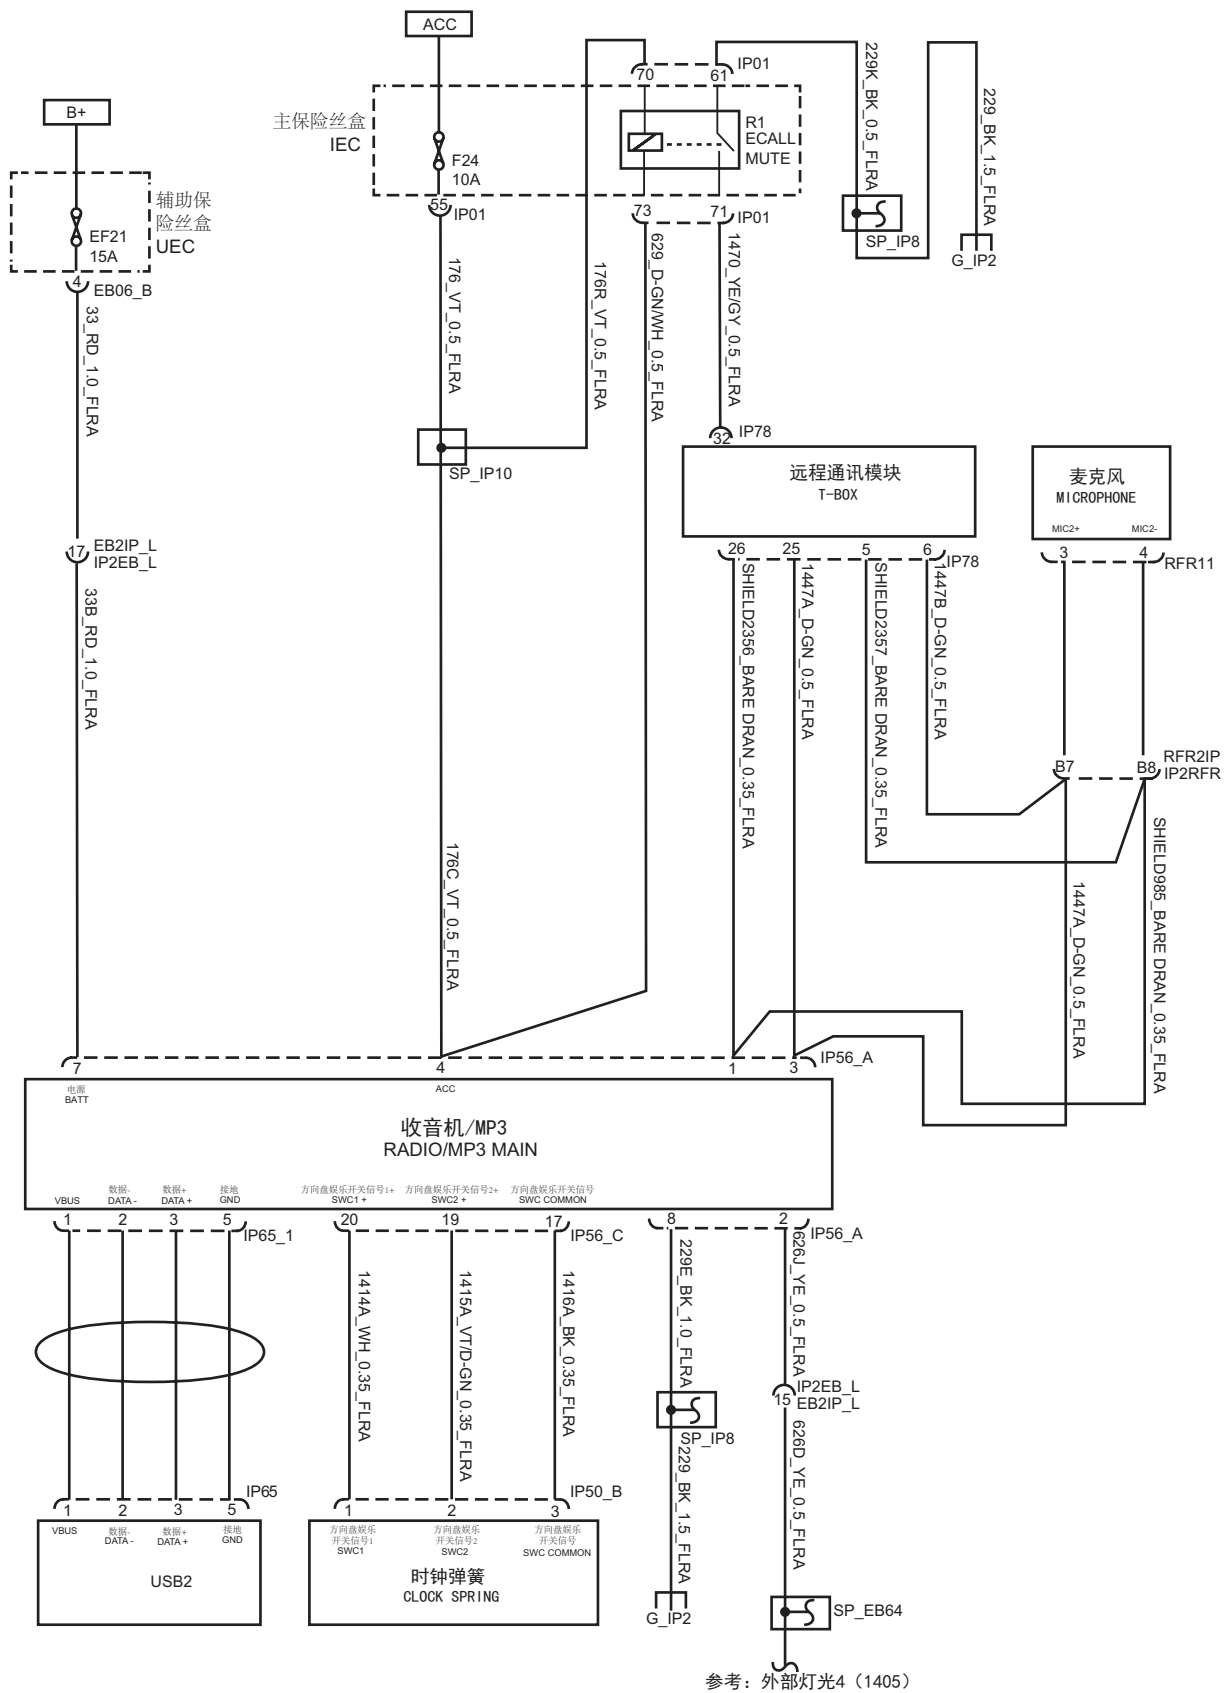 ACC
B+
主保险丝盒
IEC
F24
10A
70
61
IP01
R1
ECALL
MUTE
229K_BK_0.5_FLRA
229_BK_1.5_FLRA
SP_IP8
G_IP2
辅助保
险丝盒
UEC
EF21
15A
4
EB06_B
55
IP01
73
71
IP01
33_RD_1.0_FLRA
176_VT_0.5_FLRA
176R_VT_0.5_FLRA
629_D-GN/WH_0.5_FLRA
1470_YE/GY_0.5_FLRA
32
IP78
SP_IP10
远程通讯模块
T-BOX
麦克风
MICROPHONE
MIC2+
MIC2-
17
EB2IP_L
IP2EB_L
26
25
5
6
IP78
3
4
RFR11
33B_RD_1.0_FLRA
SHIELD2356_BARE DRAN_0.35_FLRA
1447A_D-GN_0.5_FLRA
SHIELD2357_BARE DRAN_0.35_FLRA
1447B_D-GN_0.5_FLRA
B7
B8
RFR2IP
IP2RFR
176C_VT_0.5_FLRA
1447A_D-GN_0.5_FLRA
SHIELD985_BARE DRAN_0.35_FLRA
7
4
1
3
IP56_A
电源
BATT
ACC
收音机/MP3
RADIO/MP3 MAIN
VBUS
数据-
DATA -
数据+
DATA +
接地
GND
方向盘娱乐开关信号1+
SWC1 +
方向盘娱乐开关信号2+
SWC2 +
方向盘娱乐开关信号
SWC COMMON
1
2
3
5
IP65_1
20
19
17
IP56_C
8
2
IP56_A
1414A_WH_0.35_FLRA
1415A_VT/D-GN_0.35_FLRA
1416A_BK_0.35_FLRA
229E_BK_1.0_FLRA
626J_YE_0.5_FLRA
15
IP2EB_L
EB2IP_L
SP_IP8
229_BK_1.5_FLRA
626D_YE_0.5_FLRA
1
2
3
5
IP65
1
2
3
IP50_B
VBUS
数据-
DATA -
数据+
DATA +
接地
GND
USB2
方向盘娱乐
开关信号1
SWC1
方向盘娱乐
开关信号2
SWC2
方向盘娱乐
开关信号
SWC COMMON
时钟弹簧
CLOCK SPRING
G_IP2
SP_EB64
参考：外部灯光4（1405）